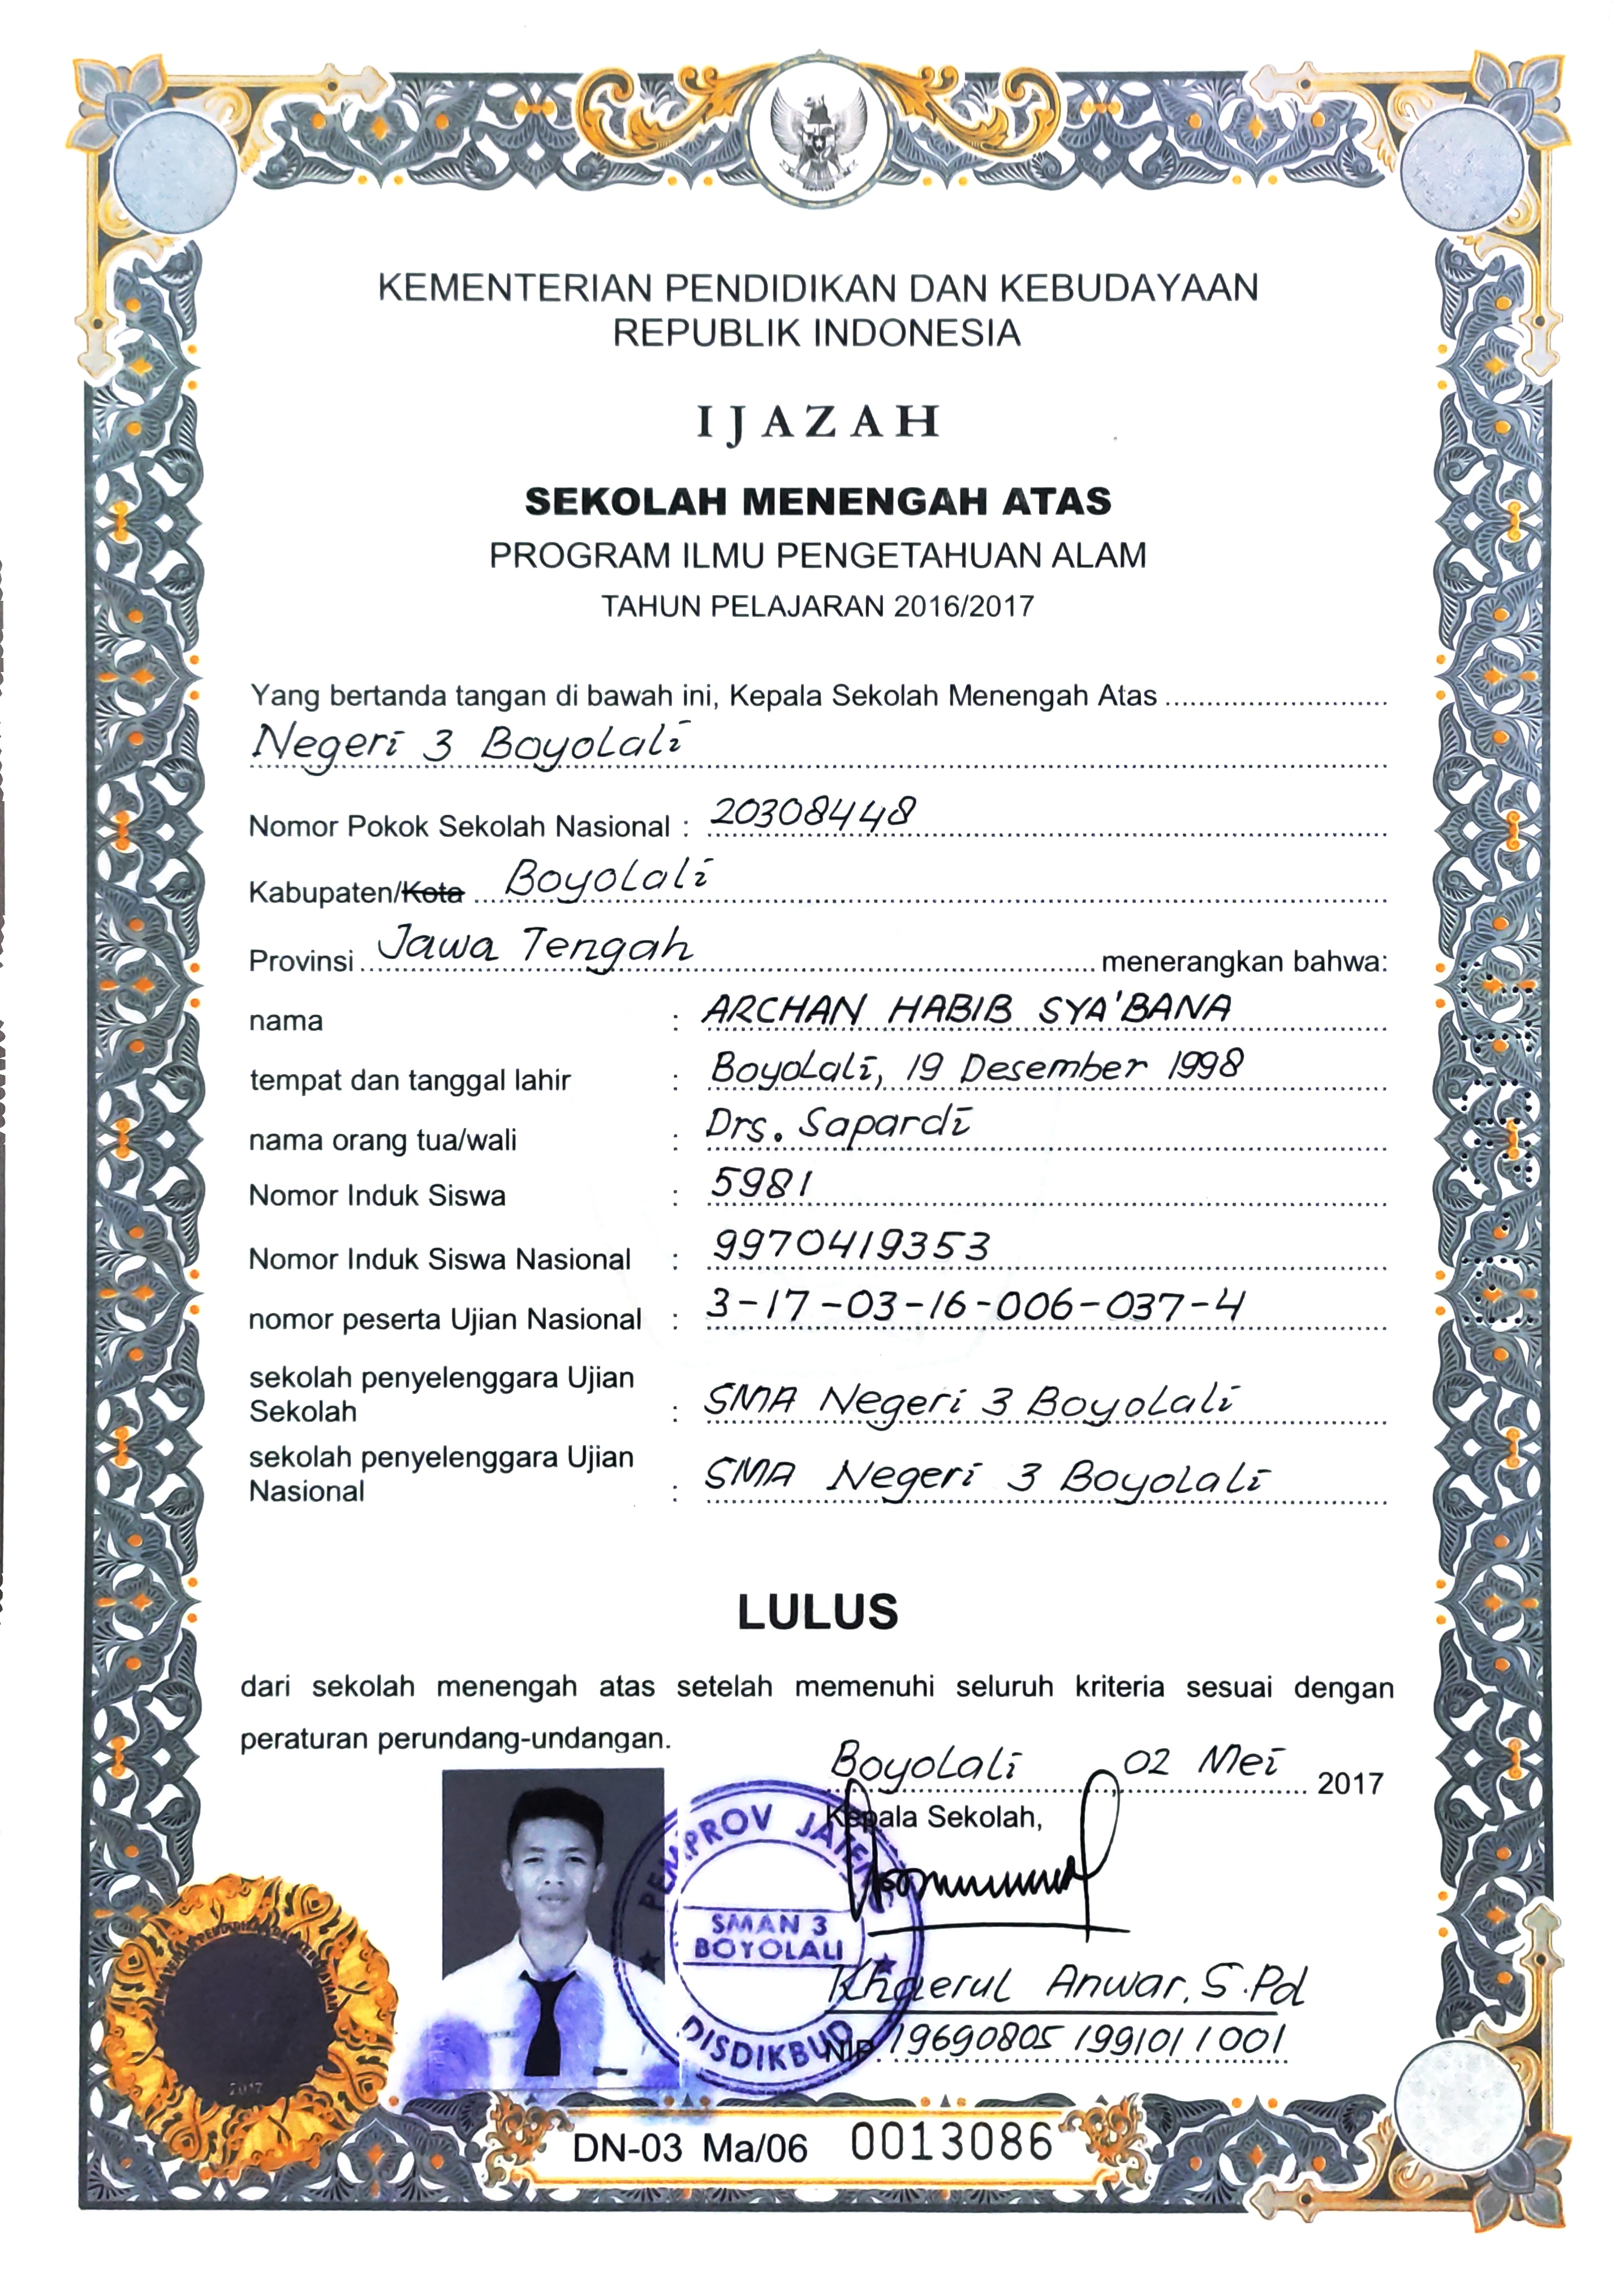 KEMENTERIAN PENDIDIKAN DAN KEBUDAYAAN
REPUBLIK INDONESIA
IJAZAH
SEKOLAH MENENGAH ATAS
PROGRAM ILMU PENGETAHUAN ALAM
TAHUN PELAJARAN 2016/2017
Yang bertanda tangan di bawah ini, Kepala Sekolah Menengah Atas
Negeri 3 Boyolali
Nomor Pokok Sekolah Nasional : 20308448
Kabupaten/Kota Boyolali
Provinsi Jawa Tengah menerangkan bahwa:
nama : ARCHAN HABIB SYA'BANA
tempat dan tanggal lahir : Boyolali, 19 Desember 1998
nama orang tua/wali : Drs. Sapardi
Nomor Induk Siswa : 5981
Nomor Induk Siswa Nasional : 9970419353
nomor peserta Ujian Nasional : 3-17-03-16-006-037-4
sekolah penyelenggara Ujian
Sekolah : SMA Negeri 3 Boyolali
sekolah penyelenggara Ujian
Nasional : SMA Negeri 3 Boyolali
LULUS
dari sekolah menengah atas setelah memenuhi seluruh kriteria sesuai dengan
peraturan perundang-undangan.
Boyolali, 02 Mei 2017
Kepala Sekolah,
PEMPROV JATENG
SMAN 3
BOYOLALI
DISDIKBUD
Khaerul Anwar, S.Pd
NIP. 19690805 199101 1 001
2017
DN-03 Ma/06 0013086